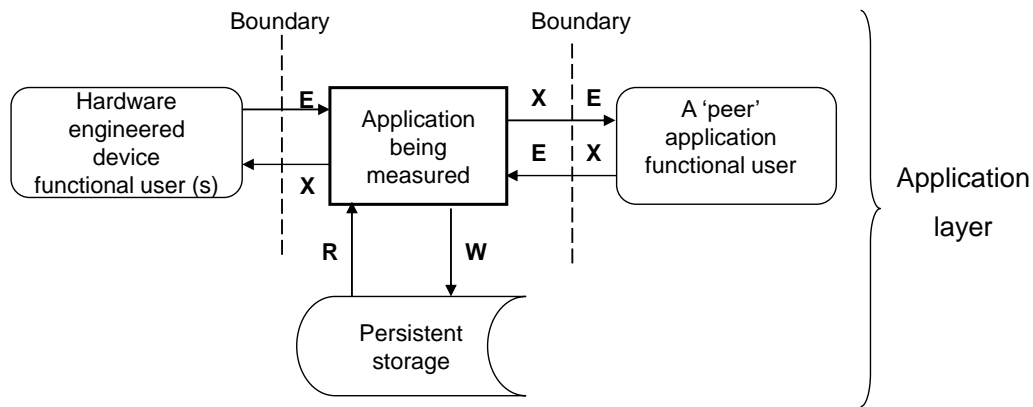 Boundary
Boundary
Hardware
engineered
device
functional user (s)
E
X
Application
being
measured
X
E
E
X
A ‘peer’
application
functional user
Application
layer
R
W
Persistent
storage